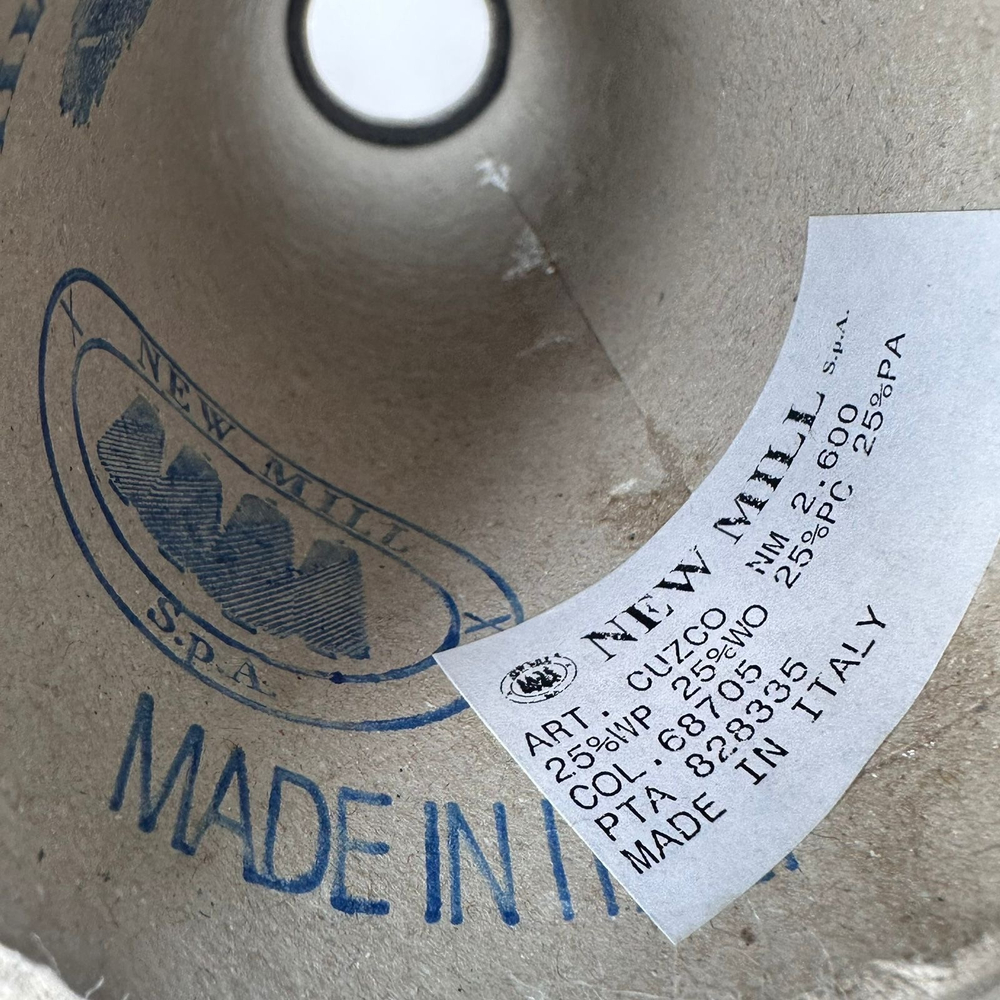 NEW MILL
S.p.A.
MADE IN
NEW MILL S.p.A.
ART. CUZCO NM 2.600
25%WP 25%WO 25%PC 25%PA
COL. 68705
PTA 828335
MADE IN ITALY